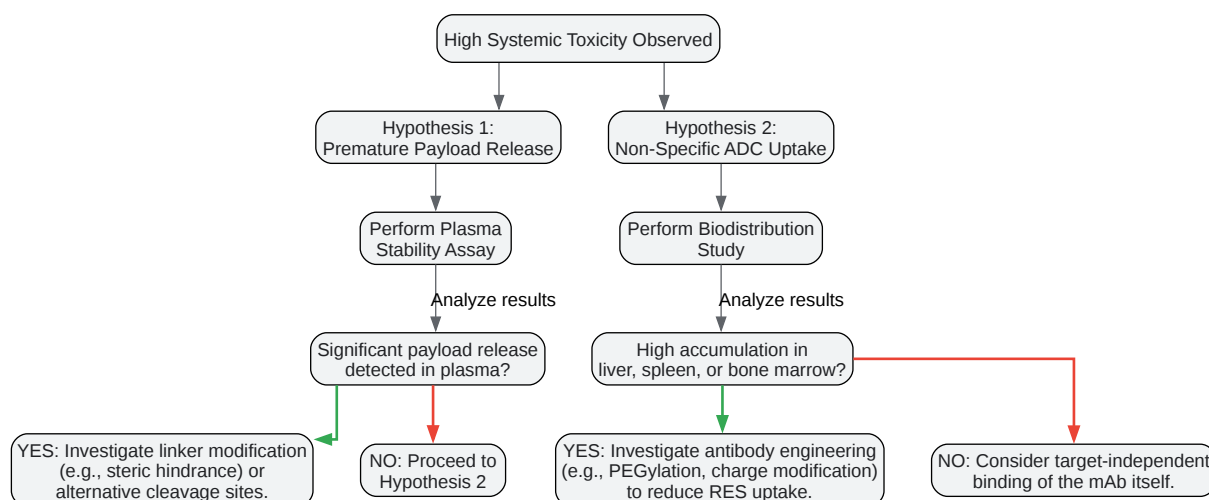 High Systemic Toxicity Observed
Hypothesis 1:
Premature Payload Release
Hypothesis 2:
Non-Specific ADC Uptake
Perform Plasma
Stability Assay
Perform Biodistribution
Study
Analyze results
Analyze results
Significant payload release
detected in plasma?
High accumulation in
liver, spleen, or bone marrow?
YES: Investigate linker modification
(e.g., steric hindrance) or
alternative cleavage sites.
NO: Proceed to
Hypothesis 2
YES: Investigate antibody engineering
(e.g., PEGylation, charge modification)
to reduce RES uptake.
NO: Consider target-independent
binding of the mAb itself.